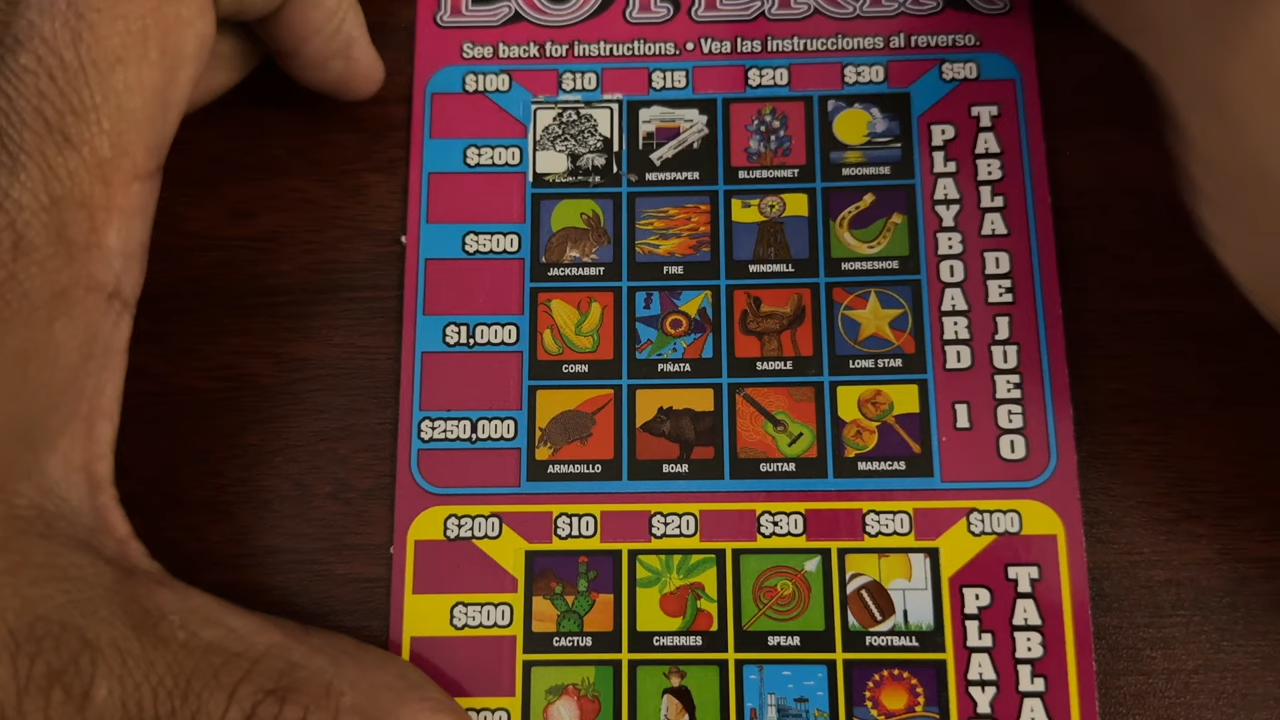 LOTERIA
See back for instructions. • Vea las instrucciones al reverso.
$100 $10 $15 $20 $30 $50
$200
NEWSPAPER BLUEBONNET MOONRISE
$500
JACKRABBIT FIRE WINDMILL HORSESHOE
$1,000
CORN PIÑATA SADDLE LONE STAR
$250,000
ARMADILLO BOAR GUITAR MARACAS
TABLA DE JUEGO
PLAYBOARD 1
$200 $10 $20 $30 $50 $100
$500
CACTUS CHERRIES SPEAR FOOTBALL